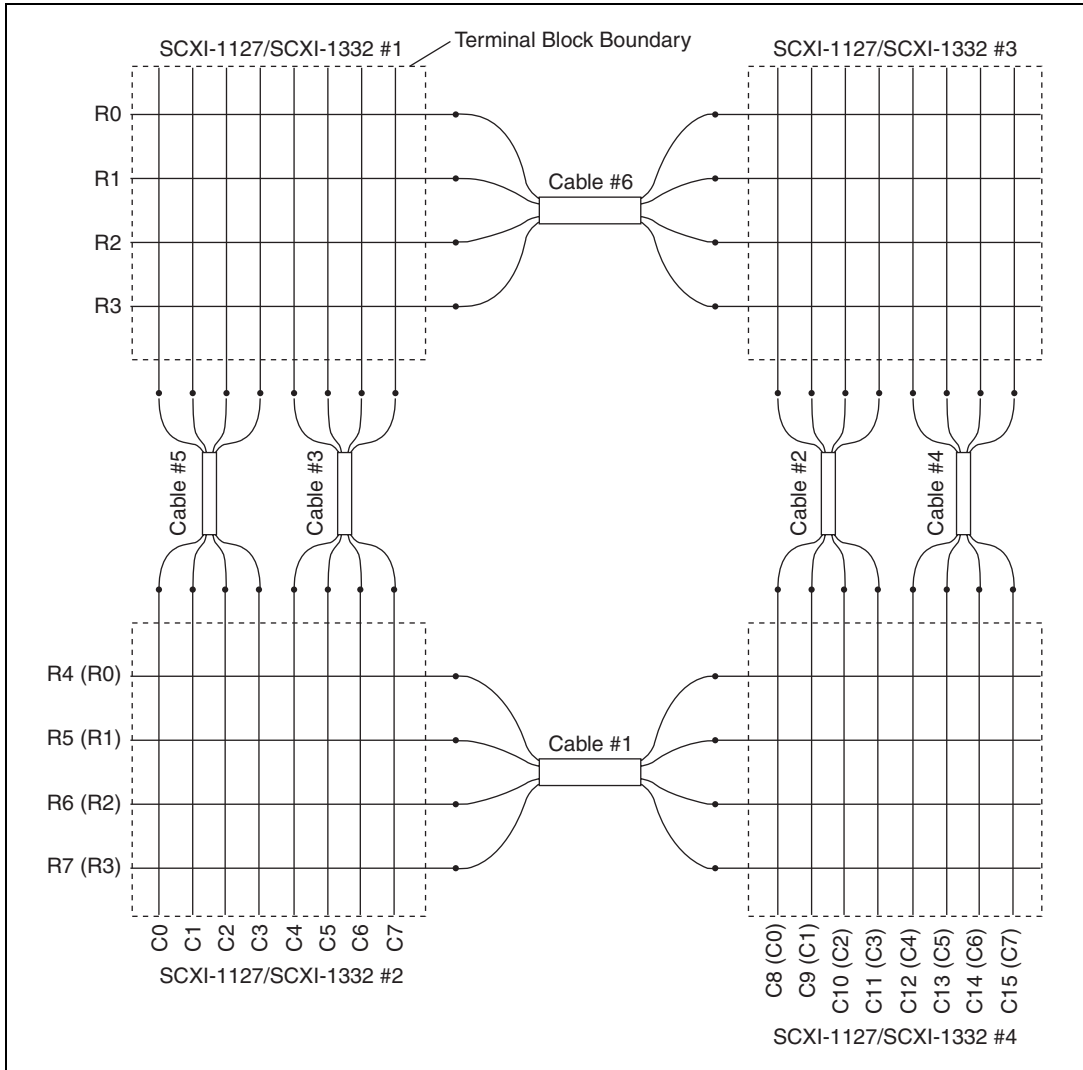 SCXI-1127/SCXI-1332 #1
Terminal Block Boundary
SCXI-1127/SCXI-1332 #3
R0
R1
R2
R3
Cable #6
Cable #5
Cable #3
Cable #2
Cable #4
R4 (R0)
R5 (R1)
R6 (R2)
R7 (R3)
Cable #1
C0
C1
C2
C3
C4
C5
C6
C7
SCXI-1127/SCXI-1332 #2
C8 (C0)
C9 (C1)
C10 (C2)
C11 (C3)
C12 (C4)
C13 (C5)
C14 (C6)
C15 (C7)
SCXI-1127/SCXI-1332 #4